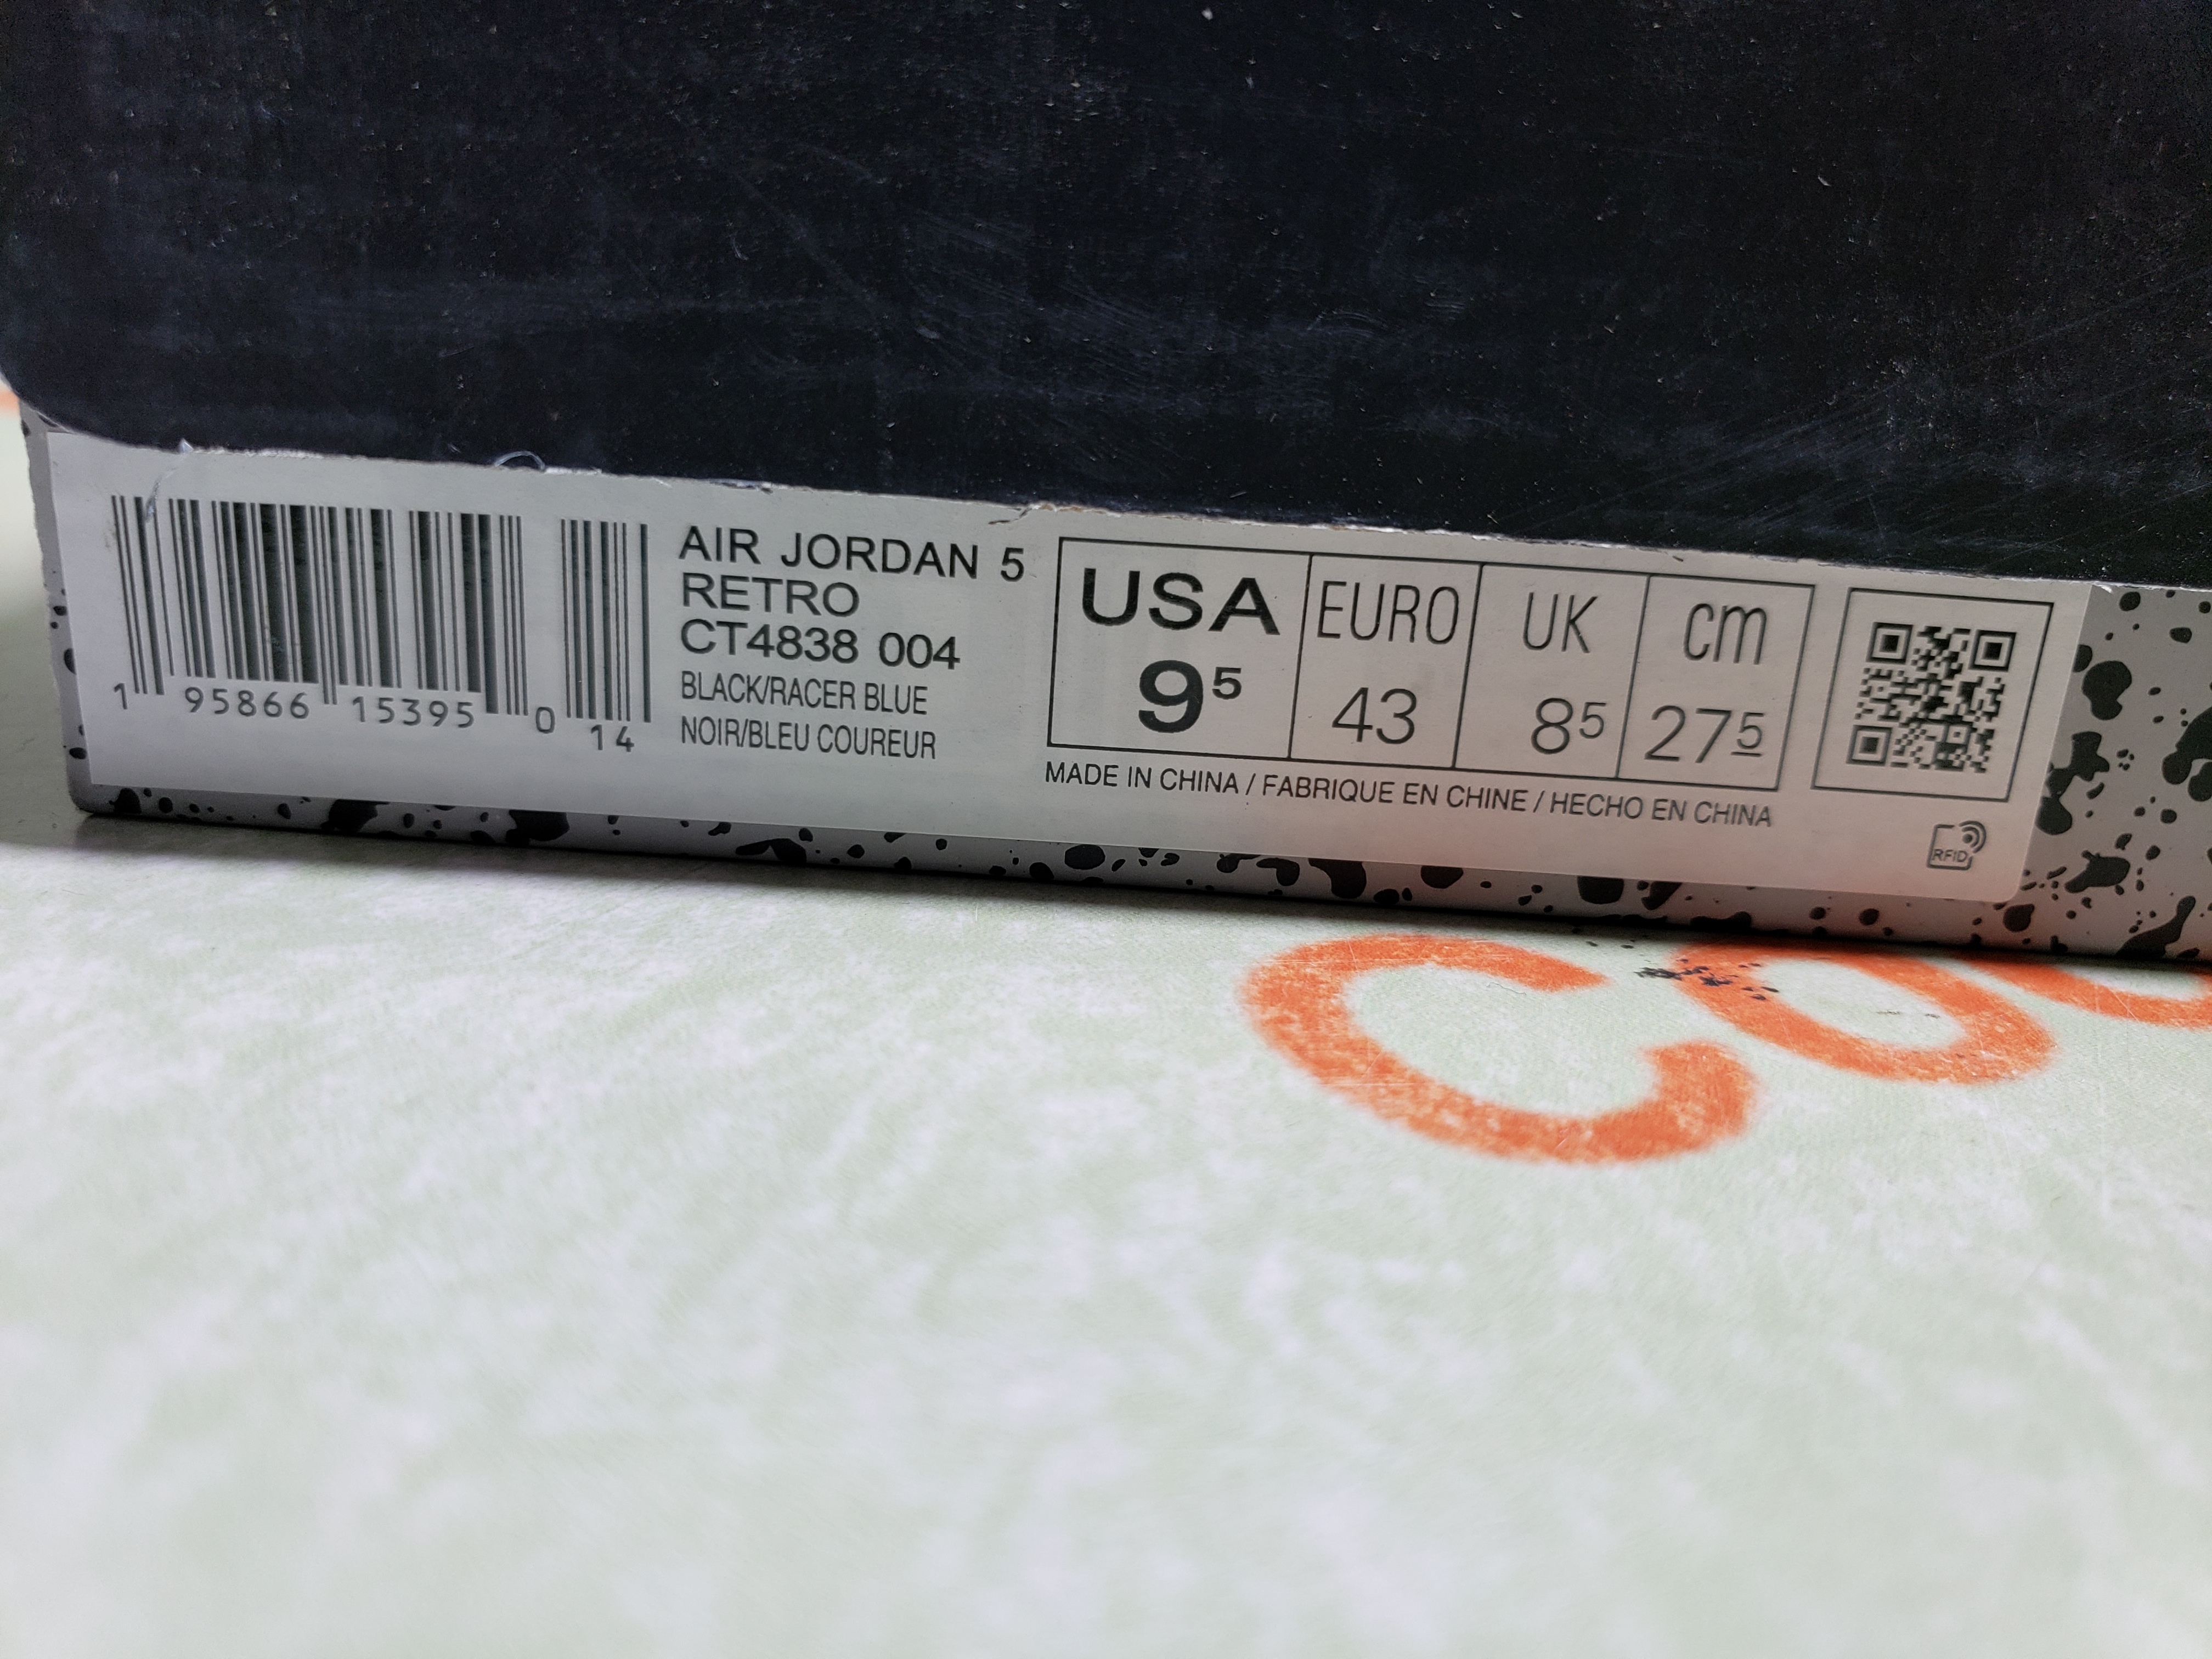 AIR JORDAN 5
RETRO
CT4838 004
BLACK/RACER BLUE
NOIR/BLEU COUREUR
1 95866 15395 0 14
USA EURO UK cm
9⁵ 43 8⁵ 27⁵
MADE IN CHINA / FABRIQUE EN CHINE / HECHO EN CHINA
RFID